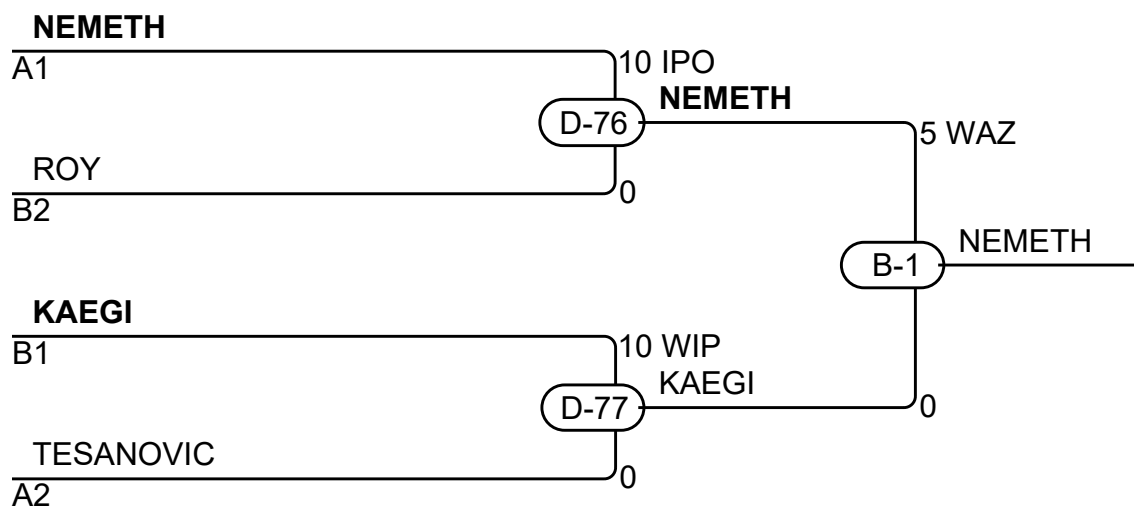 NEMETH
A1
10 IPO
NEMETH
D-76
5 WAZ
ROY
B2
0
NEMETH
B-1
KAEGI
B1
10 WIP
KAEGI
D-77
0
TESANOVIC
A2
0